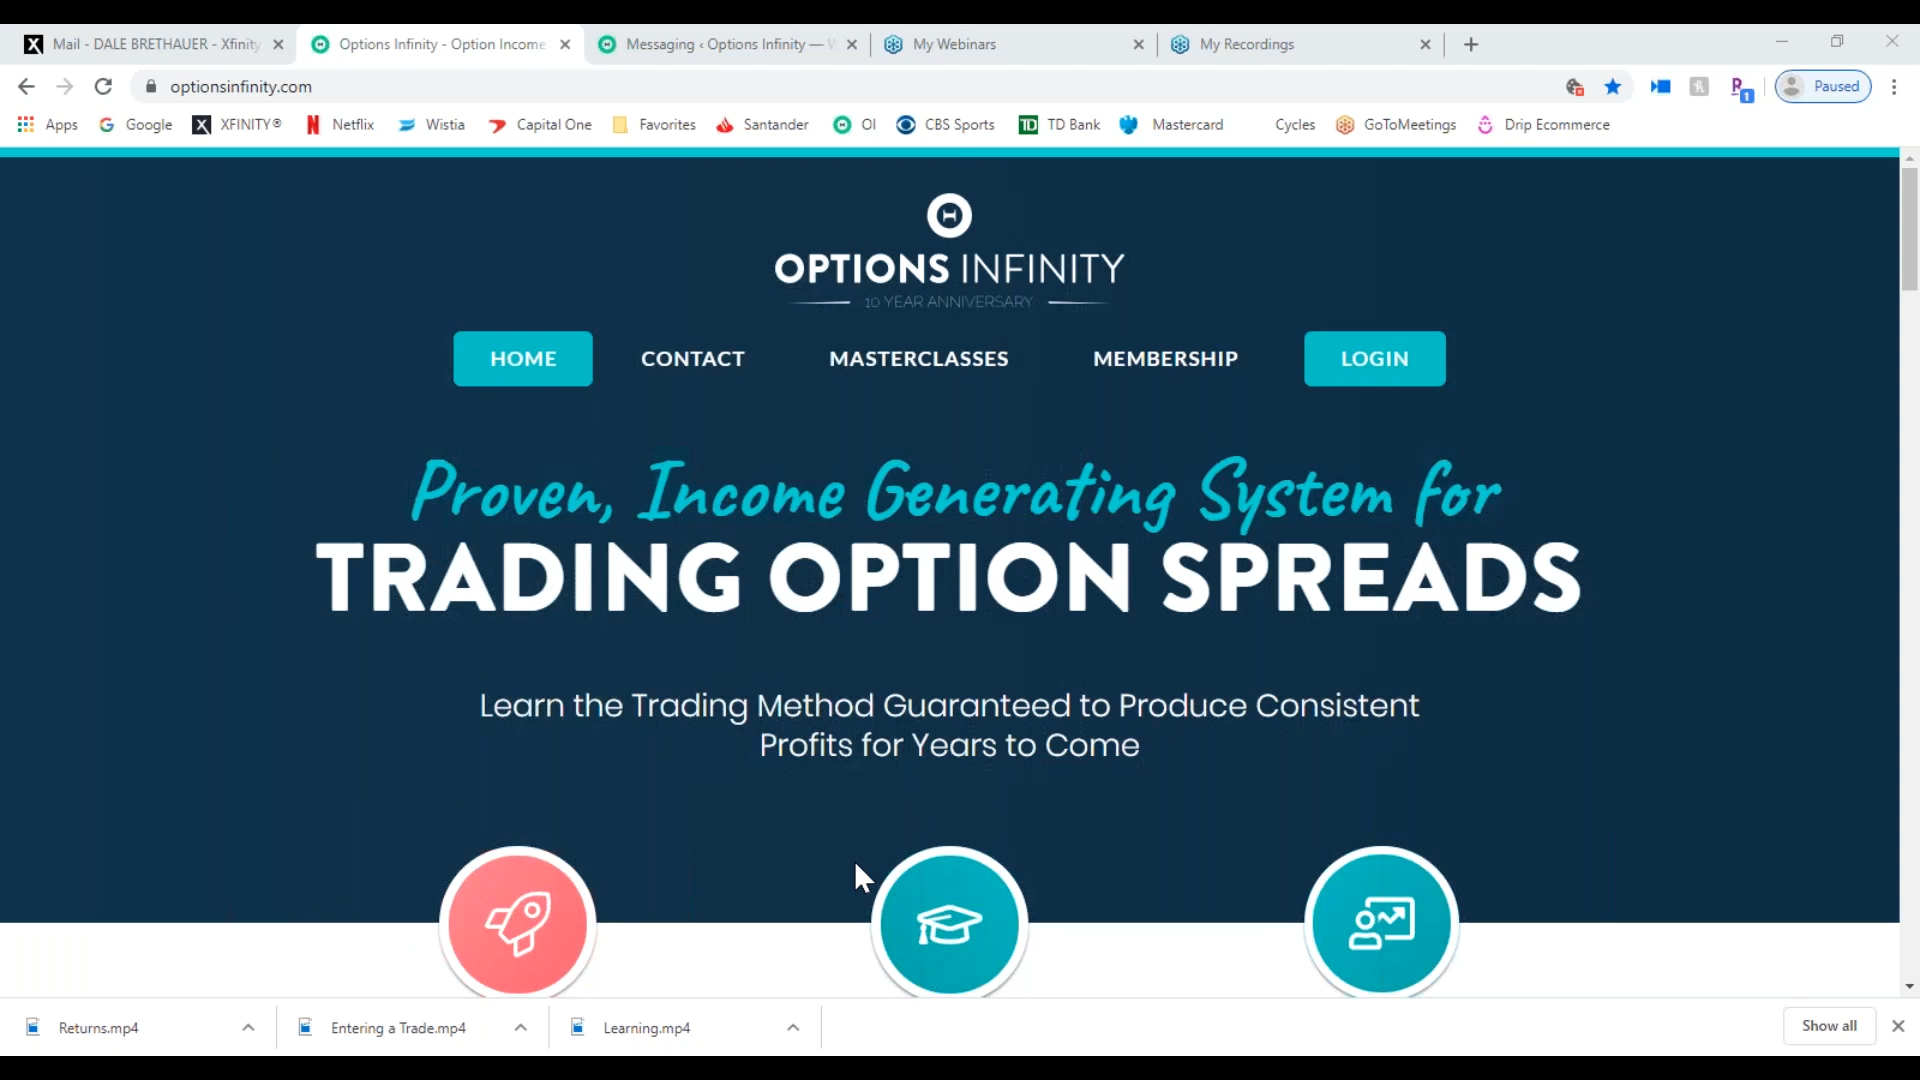 Mail - DALE BRETHAUER - Xfinity
Options Infinity - Option Income
Messaging ‹ Options Infinity —
My Webinars
My Recordings
optionsinfinity.com
Paused
Apps
Google
XFINITY®
Netflix
Wistia
Capital One
Favorites
Santander
OI
CBS Sports
TD Bank
Mastercard
Cycles
GoToMeetings
Drip Ecommerce
OPTIONS INFINITY
10 YEAR ANNIVERSARY
HOME
CONTACT
MASTERCLASSES
MEMBERSHIP
LOGIN
Proven, Income Generating System for
TRADING OPTION SPREADS
Learn the Trading Method Guaranteed to Produce Consistent
Profits for Years to Come
Returns.mp4
Entering a Trade.mp4
Learning.mp4
Show all